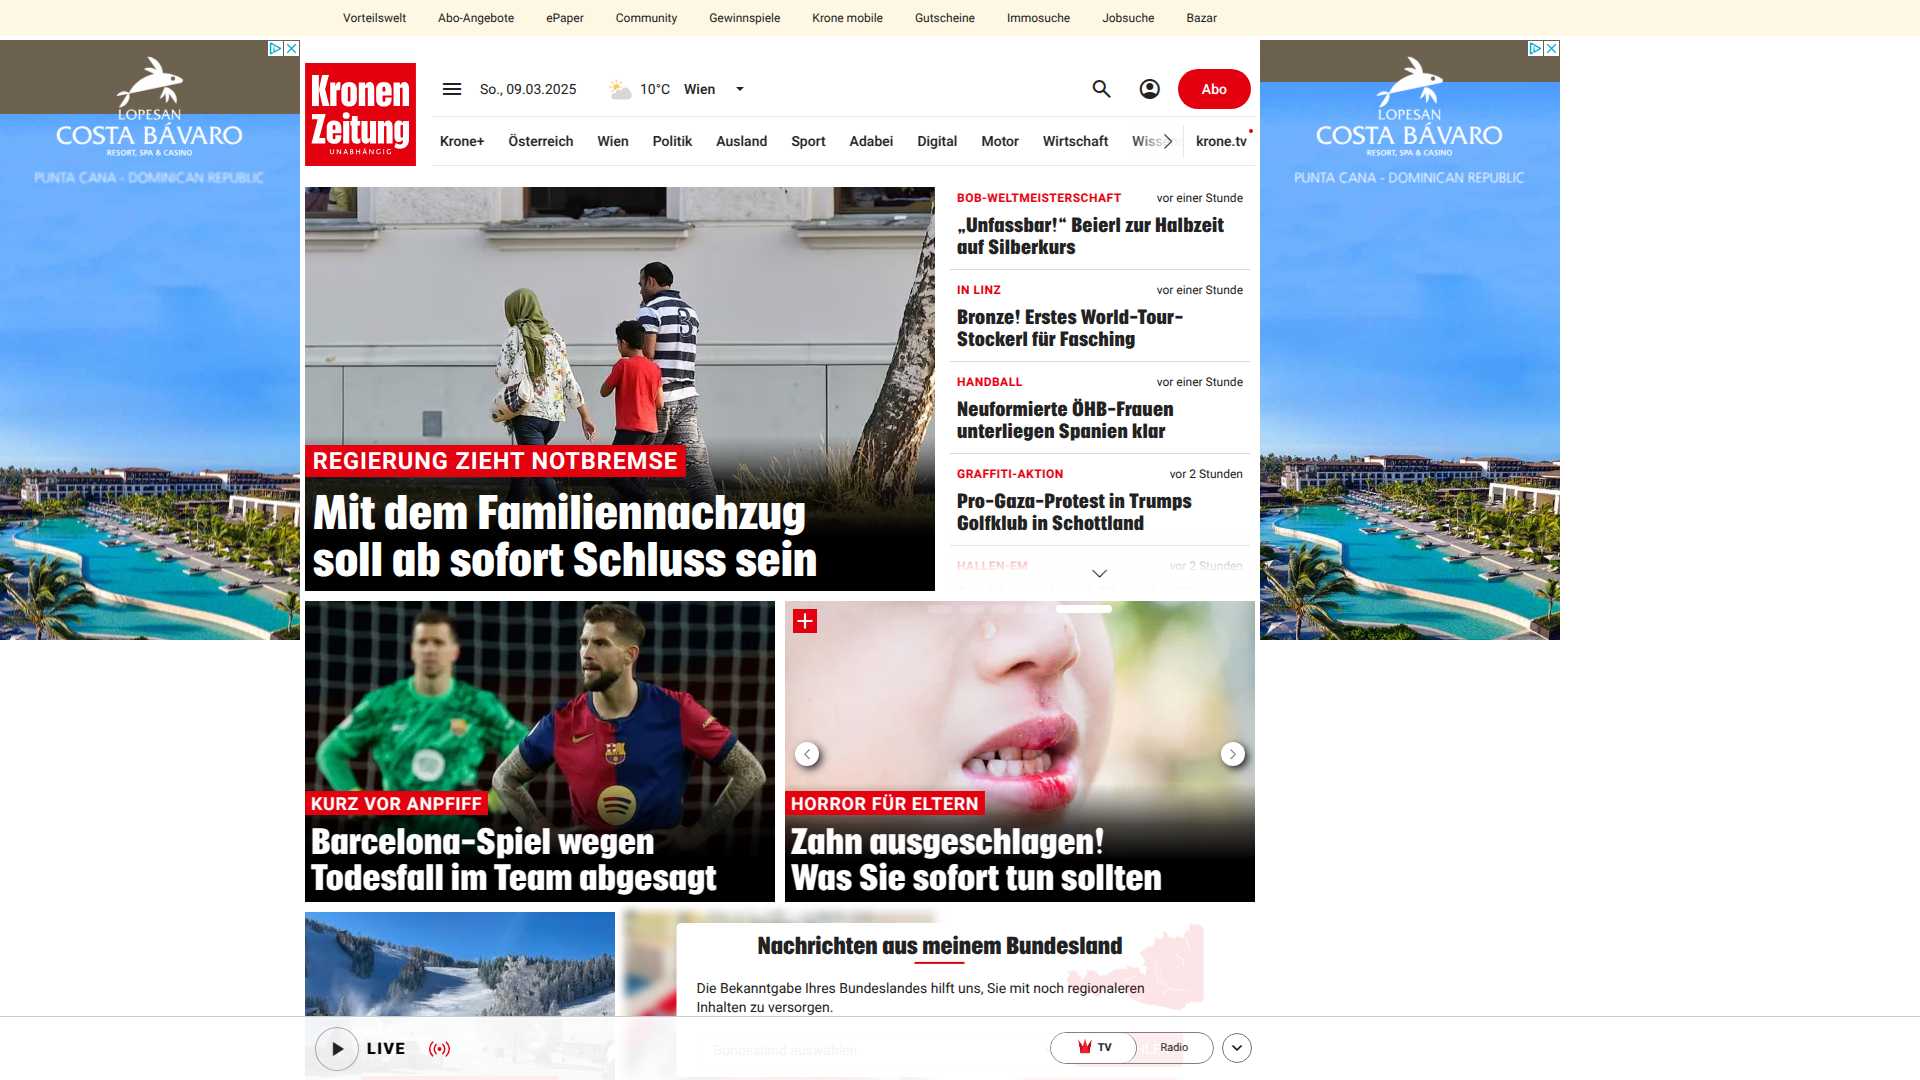 Vorteilswelt Abo-Angebote ePaper Community Gewinnspiele Krone mobile Gutscheine Immosuche Jobsuche Bazar
LOPESAN
COSTA BÁVARO
RESORT, SPA & CASINO
PUNTA CANA - DOMINICAN REPUBLIC
Kronen
Zeitung
UNABHÄNGIG
So., 09.03.2025 10°C Wien Abo
Krone+ Österreich Wien Politik Ausland Sport Adabei Digital Motor Wirtschaft krone.tv
REGIERUNG ZIEHT NOTBREMSE
Mit dem Familiennachzug
soll ab sofort Schluss sein
BOB-WELTMEISTERSCHAFT vor einer Stunde
„Unfassbar!“ Beierl zur Halbzeit
auf Silberkurs
IN LINZ vor einer Stunde
Bronze! Erstes World-Tour-
Stockerl für Fasching
HANDBALL vor einer Stunde
Neuformierte ÖHB-Frauen
unterliegen Spanien klar
GRAFFITI-AKTION vor 2 Stunden
Pro-Gaza-Protest in Trumps
Golfklub in Schottland
HALLEN-EM vor 2 Stunden
LOPESAN
COSTA BÁVARO
RESORT, SPA & CASINO
PUNTA CANA - DOMINICAN REPUBLIC
KURZ VOR ANPFIFF
Barcelona-Spiel wegen
Todesfall im Team abgesagt
HORROR FÜR ELTERN
Zahn ausgeschlagen!
Was Sie sofort tun sollten
Nachrichten aus meinem Bundesland
Die Bekanntgabe Ihres Bundeslandes hilft uns, Sie mit noch regionaleren
Inhalten zu versorgen.
Bundesland auswählen
LIVE TV Radio